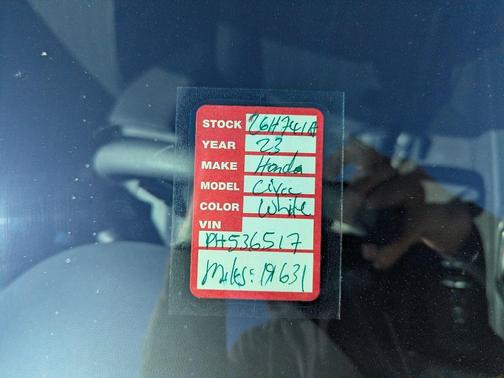 STOCK 26H741A
YEAR 23
MAKE Honda
MODEL Civic
COLOR White
VIN
PH536517
Miles: 19631